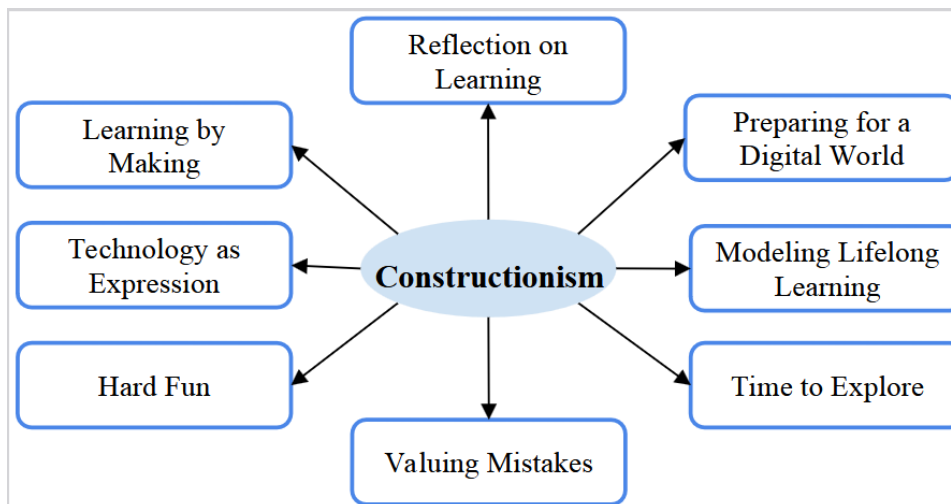 Reflection on
Learning
Learning by
Making
Preparing for a
Digital World
Technology as
Expression
Constructionism
Modeling Lifelong
Learning
Hard Fun
Time to Explore
Valuing Mistakes